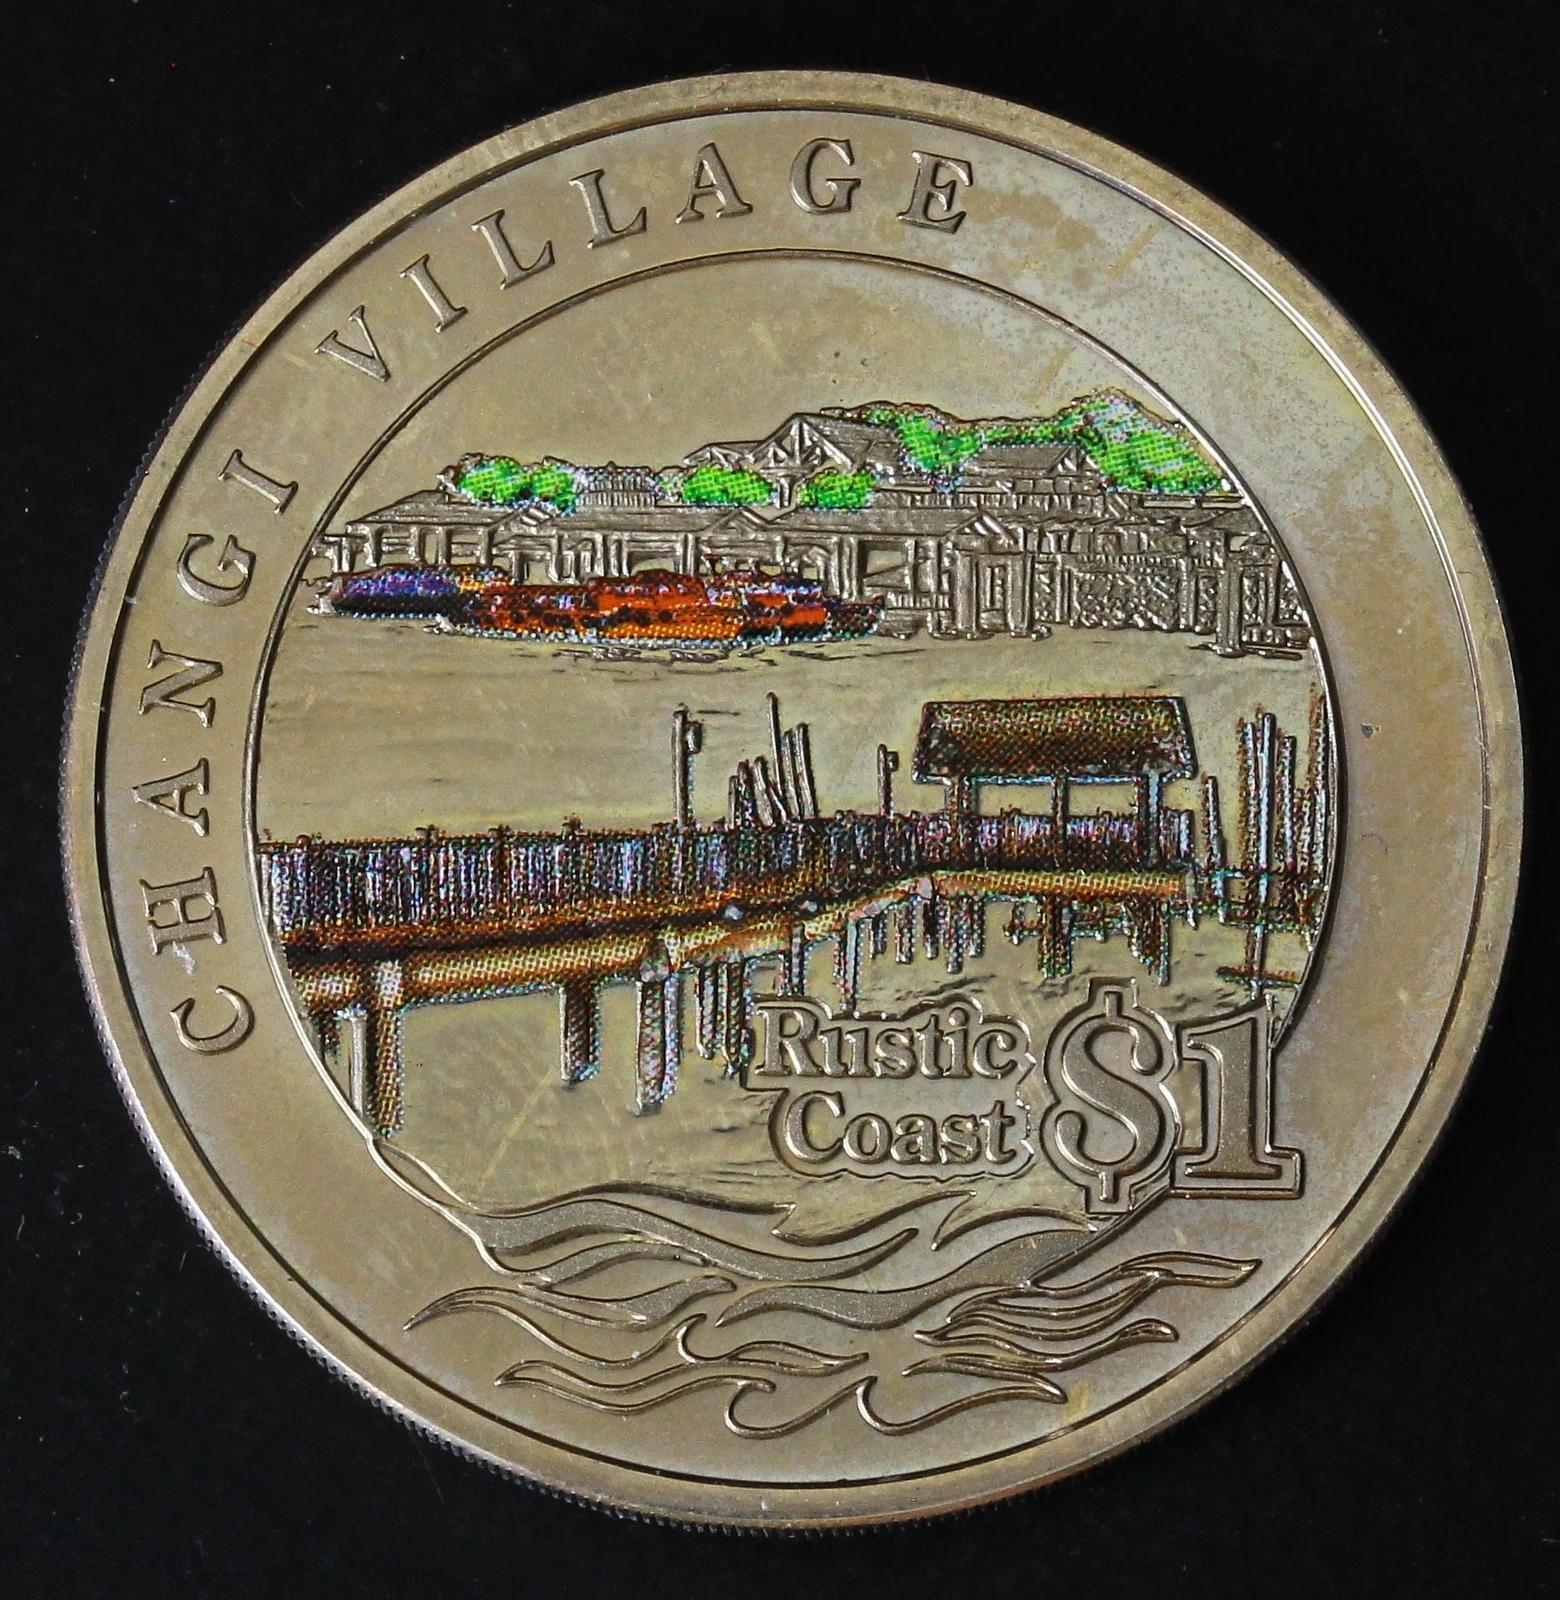 CHANGI VILLAGE
Rustic
Coast
$1